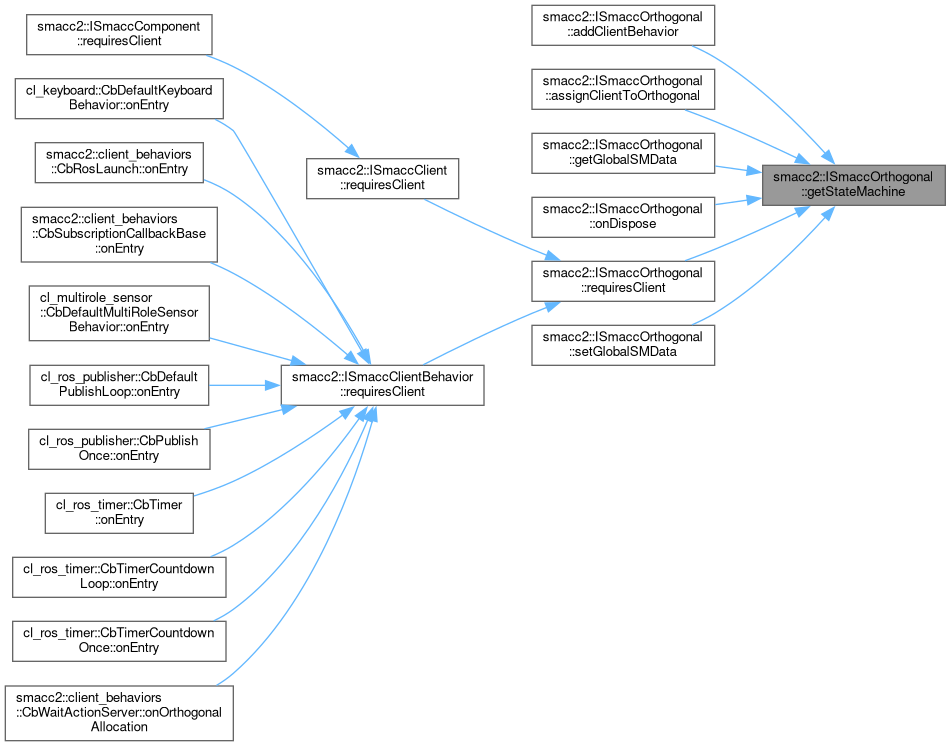 smacc2::ISmaccComponent
::requiresClient
cl_keyboard::CbDefaultKeyboard
Behavior::onEntry
smacc2::client_behaviors
::CbRosLaunch::onEntry
smacc2::client_behaviors
::CbSubscriptionCallbackBase
::onEntry
cl_multirole_sensor
::CbDefaultMultiRoleSensor
Behavior::onEntry
cl_ros_publisher::CbDefault
PublishLoop::onEntry
cl_ros_publisher::CbPublish
Once::onEntry
cl_ros_timer::CbTimer
::onEntry
cl_ros_timer::CbTimerCountdown
Loop::onEntry
cl_ros_timer::CbTimerCountdown
Once::onEntry
smacc2::client_behaviors
::CbWaitActionServer::onOrthogonal
Allocation
smacc2::ISmaccClient
::requiresClient
smacc2::ISmaccClientBehavior
::requiresClient
smacc2::ISmaccOrthogonal
::addClientBehavior
smacc2::ISmaccOrthogonal
::assignClientToOrthogonal
smacc2::ISmaccOrthogonal
::getGlobalSMData
smacc2::ISmaccOrthogonal
::onDispose
smacc2::ISmaccOrthogonal
::requiresClient
smacc2::ISmaccOrthogonal
::setGlobalSMData
smacc2::ISmaccOrthogonal
::getStateMachine